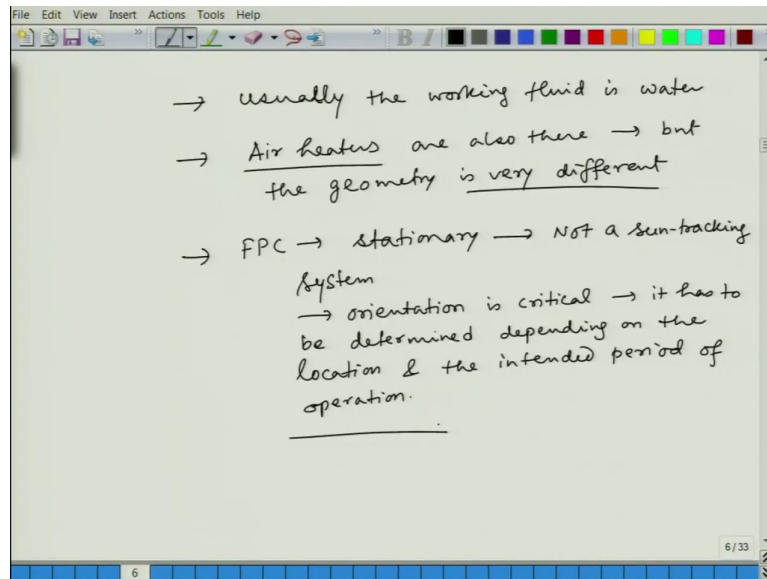 File Edit View Insert Actions Tools Help
→ usually the working fluid is water
→ Air heaters are also there → but
the geometry is very different
→ FPC → stationary → Not a sun-tracking
system
→ orientation is critical → it has to
be determined depending on the
location & the intended period of
operation.
6/33
6